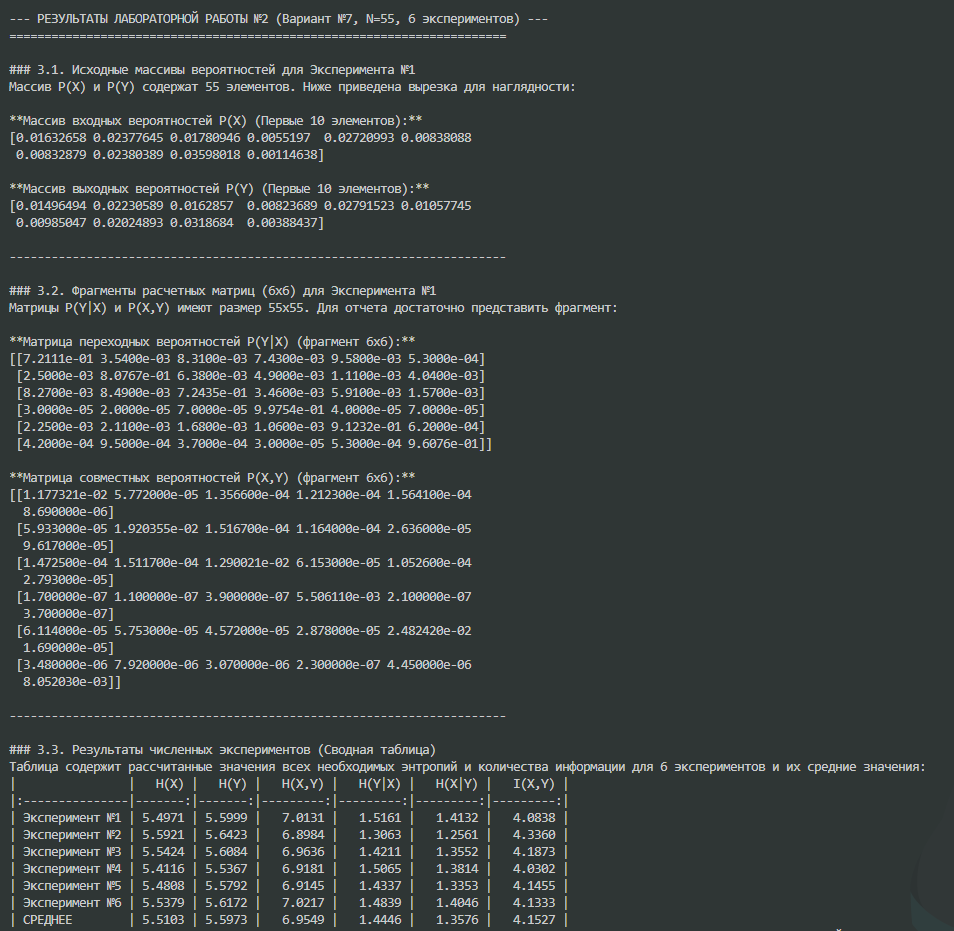 --- РЕЗУЛЬТАТЫ ЛАБОРАТОРНОЙ РАБОТЫ №2 (Вариант №7, N=55, 6 экспериментов) ---
======================================================================
### 3.1. Исходные массивы вероятностей для Эксперимента №1
Массив P(X) и P(Y) содержат 55 элементов. Ниже приведена вырезка для наглядности:
**Массив входных вероятностей P(X) (Первые 10 элементов):**
[0.01632658 0.02377645 0.01780946 0.0055197  0.02720993 0.00838088
 0.00832879 0.02380389 0.03598018 0.00114638]
**Массив выходных вероятностей P(Y) (Первые 10 элементов):**
[0.01496494 0.02230589 0.0162857  0.00823689 0.02791523 0.01057745
 0.00985047 0.02024893 0.0318684  0.00388437]
----------------------------------------------------------------------
### 3.2. Фрагменты расчетных матриц (6x6) для Эксперимента №1
Матрицы P(Y|X) и P(X,Y) имеют размер 55x55. Для отчета достаточно представить фрагмент:
**Матрица переходных вероятностей P(Y|X) (фрагмент 6x6):**
[[7.2111e-01 3.5400e-03 8.3100e-03 7.4300e-03 9.5800e-03 5.3000e-04]
 [2.5000e-03 8.0767e-01 6.3800e-03 4.9000e-03 1.1100e-03 4.0400e-03]
 [8.2700e-03 8.4900e-03 7.2435e-01 3.4600e-03 5.9100e-03 1.5700e-03]
 [3.0000e-05 2.0000e-05 7.0000e-05 9.9754e-01 4.0000e-05 7.0000e-05]
 [2.2500e-03 2.1100e-03 1.6800e-03 1.0600e-03 9.1232e-01 6.2000e-04]
 [4.2000e-04 9.5000e-04 3.7000e-04 3.0000e-05 5.3000e-04 9.6076e-01]]
**Матрица совместных вероятностей P(X,Y) (фрагмент 6x6):**
[[1.177321e-02 5.772000e-05 1.356600e-04 1.212300e-04 1.564100e-04
  8.690000e-06]
 [5.933000e-05 1.920355e-02 1.516700e-04 1.164000e-04 2.636000e-05
  9.617000e-05]
 [1.472500e-04 1.511700e-04 1.290021e-02 6.153000e-05 1.052600e-04
  2.793000e-05]
 [1.700000e-07 1.100000e-07 3.900000e-07 5.506110e-03 2.100000e-07
  3.700000e-07]
 [6.114000e-05 5.753000e-05 4.572000e-05 2.878000e-05 2.482420e-02
  1.690000e-05]
 [3.480000e-06 7.920000e-06 3.070000e-06 2.300000e-07 4.450000e-06
  8.052030e-03]]
----------------------------------------------------------------------
### 3.3. Результаты численных экспериментов (Сводная таблица)
Таблица содержит рассчитанные значения всех необходимых энтропий и количества информации для 6 экспериментов и их средние значения:
|                |   H(X) |   H(Y) |   H(X,Y) |   H(Y|X) |   H(X|Y) |   I(X,Y) |
|:---------------|-------:|-------:|---------:|---------:|---------:|---------:|
| Эксперимент №1 | 5.4971 | 5.5999 |   7.0131 |   1.5161 |   1.4132 |   4.0838 |
| Эксперимент №2 | 5.5921 | 5.6423 |   6.8984 |   1.3063 |   1.2561 |   4.3360 |
| Эксперимент №3 | 5.5424 | 5.6084 |   6.9636 |   1.4211 |   1.3552 |   4.1873 |
| Эксперимент №4 | 5.4116 | 5.5367 |   6.9181 |   1.5065 |   1.3814 |   4.0302 |
| Эксперимент №5 | 5.4808 | 5.5792 |   6.9145 |   1.4337 |   1.3353 |   4.1455 |
| Эксперимент №6 | 5.5379 | 5.6172 |   7.0217 |   1.4839 |   1.4046 |   4.1333 |
| СРЕДНЕЕ        | 5.5103 | 5.5973 |   6.9549 |   1.4446 |   1.3576 |   4.1527 |